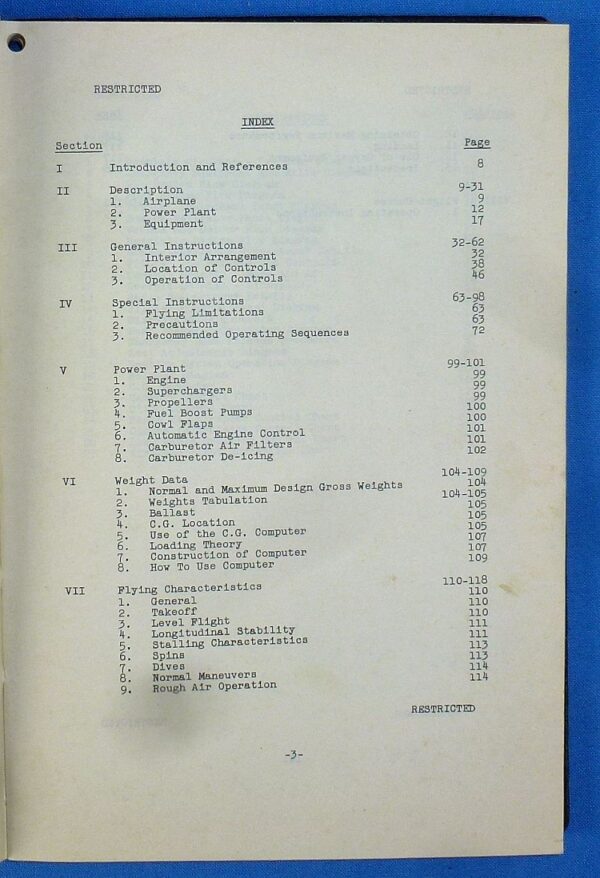 RESTRICTED
INDEX
Section Page
I Introduction and References 8
II Description 9-31
1. Airplane 9
2. Power Plant 12
3. Equipment 17
III General Instructions 32-62
1. Interior Arrangement 32
2. Location of Controls 38
3. Operation of Controls 46
IV Special Instructions 63-98
1. Flying Limitations 63
2. Precautions 63
3. Recommended Operating Sequences 72
V Power Plant 99-101
1. Engine 99
2. Superchargers 99
3. Propellers 99
4. Fuel Boost Pumps 100
5. Cowl Flaps 100
6. Automatic Engine Control 101
7. Carburetor Air Filters 101
8. Carburetor De-icing 102
VI Weight Data 104-109
1. Normal and Maximum Design Gross Weights 104
2. Weights Tabulation 104-105
3. Ballast 105
4. C.G. Location 105
5. Use of the C.G. Computer 105
6. Loading Theory 107
7. Construction of Computer 107
8. How To Use Computer 109
VII Flying Characteristics 110-118
1. General 110
2. Takeoff 110
3. Level Flight 110
4. Longitudinal Stability 111
5. Stalling Characteristics 111
6. Spins 113
7. Dives 113
8. Normal Maneuvers 114
9. Rough Air Operation 114
RESTRICTED
-3-